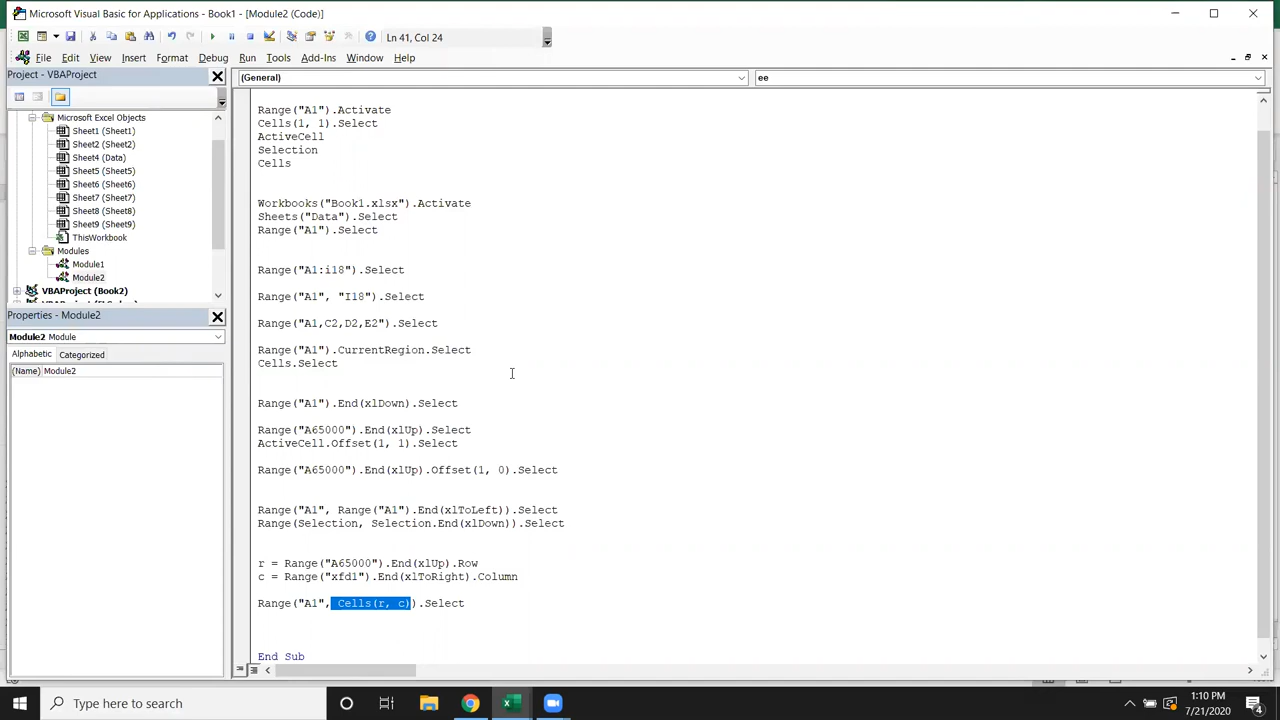 Microsoft Visual Basic for Applications - Book1 - [Module2 (Code)]
Ln 41, Col 24
File Edit View Insert Format Debug Run Tools Add-Ins Window Help
Project - VBAProject
(General)
ee
Microsoft Excel Objects
Sheet1 (Sheet1)
Sheet2 (Sheet2)
Sheet4 (Data)
Sheet5 (Sheet5)
Sheet6 (Sheet6)
Sheet7 (Sheet7)
Sheet8 (Sheet8)
Sheet9 (Sheet9)
ThisWorkbook
Modules
Module1
Module2
VBAProject (Book2)
Properties - Module2
Module2 Module
Alphabetic Categorized
(Name) Module2
Range("A1").Activate
Cells(1, 1).Select
ActiveCell
Selection
Cells
Workbooks("Book1.xlsx").Activate
Sheets("Data").Select
Range("A1").Select
Range("A1:i18").Select
Range("A1", "I18").Select
Range("A1,C2,D2,E2").Select
Range("A1").CurrentRegion.Select
Cells.Select
Range("A1").End(xlDown).Select
Range("A65000").End(xlUp).Select
ActiveCell.Offset(1, 1).Select
Range("A65000").End(xlUp).Offset(1, 0).Select
Range("A1", Range("A1").End(xlToLeft)).Select
Range(Selection, Selection.End(xlDown)).Select
r = Range("A65000").End(xlUp).Row
c = Range("xfd1").End(xlToRight).Column
Range("A1", Cells(r, c)).Select
End Sub
Type here to search
1:10 PM
7/21/2020
4